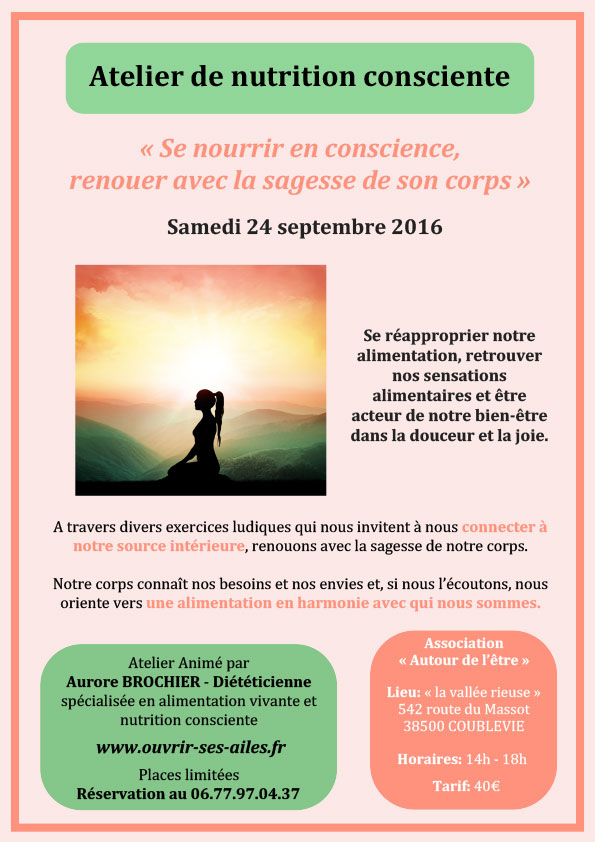 Atelier de nutrition consciente
« Se nourrir en conscience,
renouer avec la sagesse de son corps »
Samedi 24 septembre 2016
Se réapproprier notre
alimentation, retrouver
nos sensations
alimentaires et être
acteur de notre bien-être
dans la douceur et la joie.
A travers divers exercices ludiques qui nous invitent à nous connecter à
notre source intérieure, renouons avec la sagesse de notre corps.
Notre corps connaît nos besoins et nos envies et, si nous l'écoutons, nous
oriente vers une alimentation en harmonie avec qui nous sommes.
Atelier Animé par
Aurore BROCHIER - Diététicienne
spécialisée en alimentation vivante et
nutrition consciente
www.ouvrir-ses-ailes.fr
Places limitées
Réservation au 06.77.97.04.37
Association
« Autour de l'être »
Lieu: « la vallée rieuse »
542 route du Massot
38500 COUBLEVIE
Horaires: 14h - 18h
Tarif: 40€